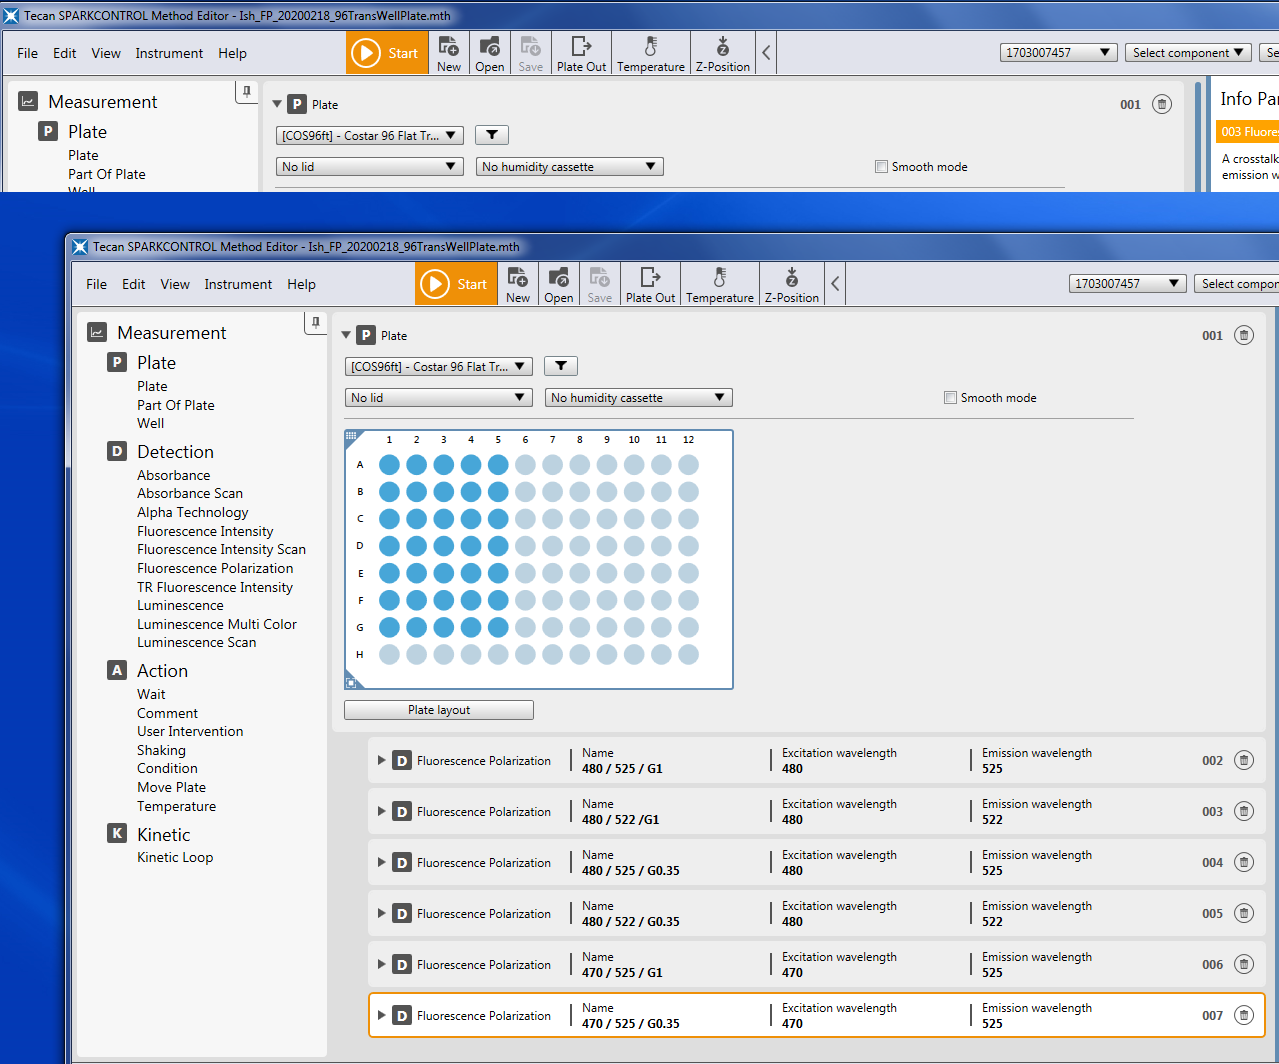 Tecan SPARKCONTROL Method Editor - Ish_FP_20200218_96TransWellPlate.mth
File Edit View Instrument Help Start New Open Save Plate Out Temperature Z-Position 1703007457 Select component
Measurement
P Plate
Plate
Part Of Plate
Well
P Plate 001
[COS96ft] - Costar 96 Flat Tr...
No lid No humidity cassette Smooth mode
003
A crosstalk
emission
Tecan SPARKCONTROL Method Editor - Ish_FP_20200218_96TransWellPlate.mth
File Edit View Instrument Help Start New Open Save Plate Out Temperature Z-Position 1703007457 Select
Measurement
P Plate
Plate
Part Of Plate
Well
D Detection
Absorbance
Absorbance Scan
Alpha Technology
Fluorescence Intensity
Fluorescence Intensity Scan
Fluorescence Polarization
TR Fluorescence Intensity
Luminescence
Luminescence Multi Color
Luminescence Scan
A Action
Wait
Comment
User Intervention
Shaking
Condition
Move Plate
Temperature
K Kinetic
Kinetic Loop
P Plate 001
[COS96ft] - Costar 96 Flat Tr...
No lid No humidity cassette Smooth mode
1 2 3 4 5 6 7 8 9 10 11 12
A
B
C
D
E
F
G
H
Plate layout
D Fluorescence Polarization Name Excitation wavelength Emission wavelength 002
480 / 525 / G1 480 525
D Fluorescence Polarization Name Excitation wavelength Emission wavelength 003
480 / 522 /G1 480 522
D Fluorescence Polarization Name Excitation wavelength Emission wavelength 004
480 / 525 / G0.35 480 525
D Fluorescence Polarization Name Excitation wavelength Emission wavelength 005
480 / 522 / G0.35 480 522
D Fluorescence Polarization Name Excitation wavelength Emission wavelength 006
470 / 525 / G1 470 525
D Fluorescence Polarization Name Excitation wavelength Emission wavelength 007
470 / 525 / G0.35 470 525